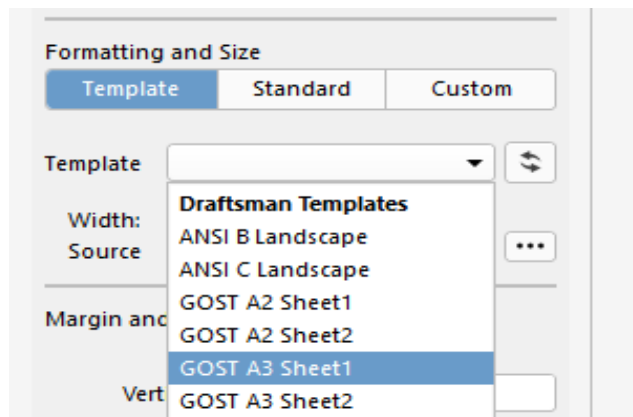 Formatting and Size
Template Standard Custom
Template
Draftsman Templates
Width:
ANSI B Landscape
Source
ANSI C Landscape
GOST A2 Sheet1
Margin and
GOST A2 Sheet2
GOST A3 Sheet1
Vert
GOST A3 Sheet2